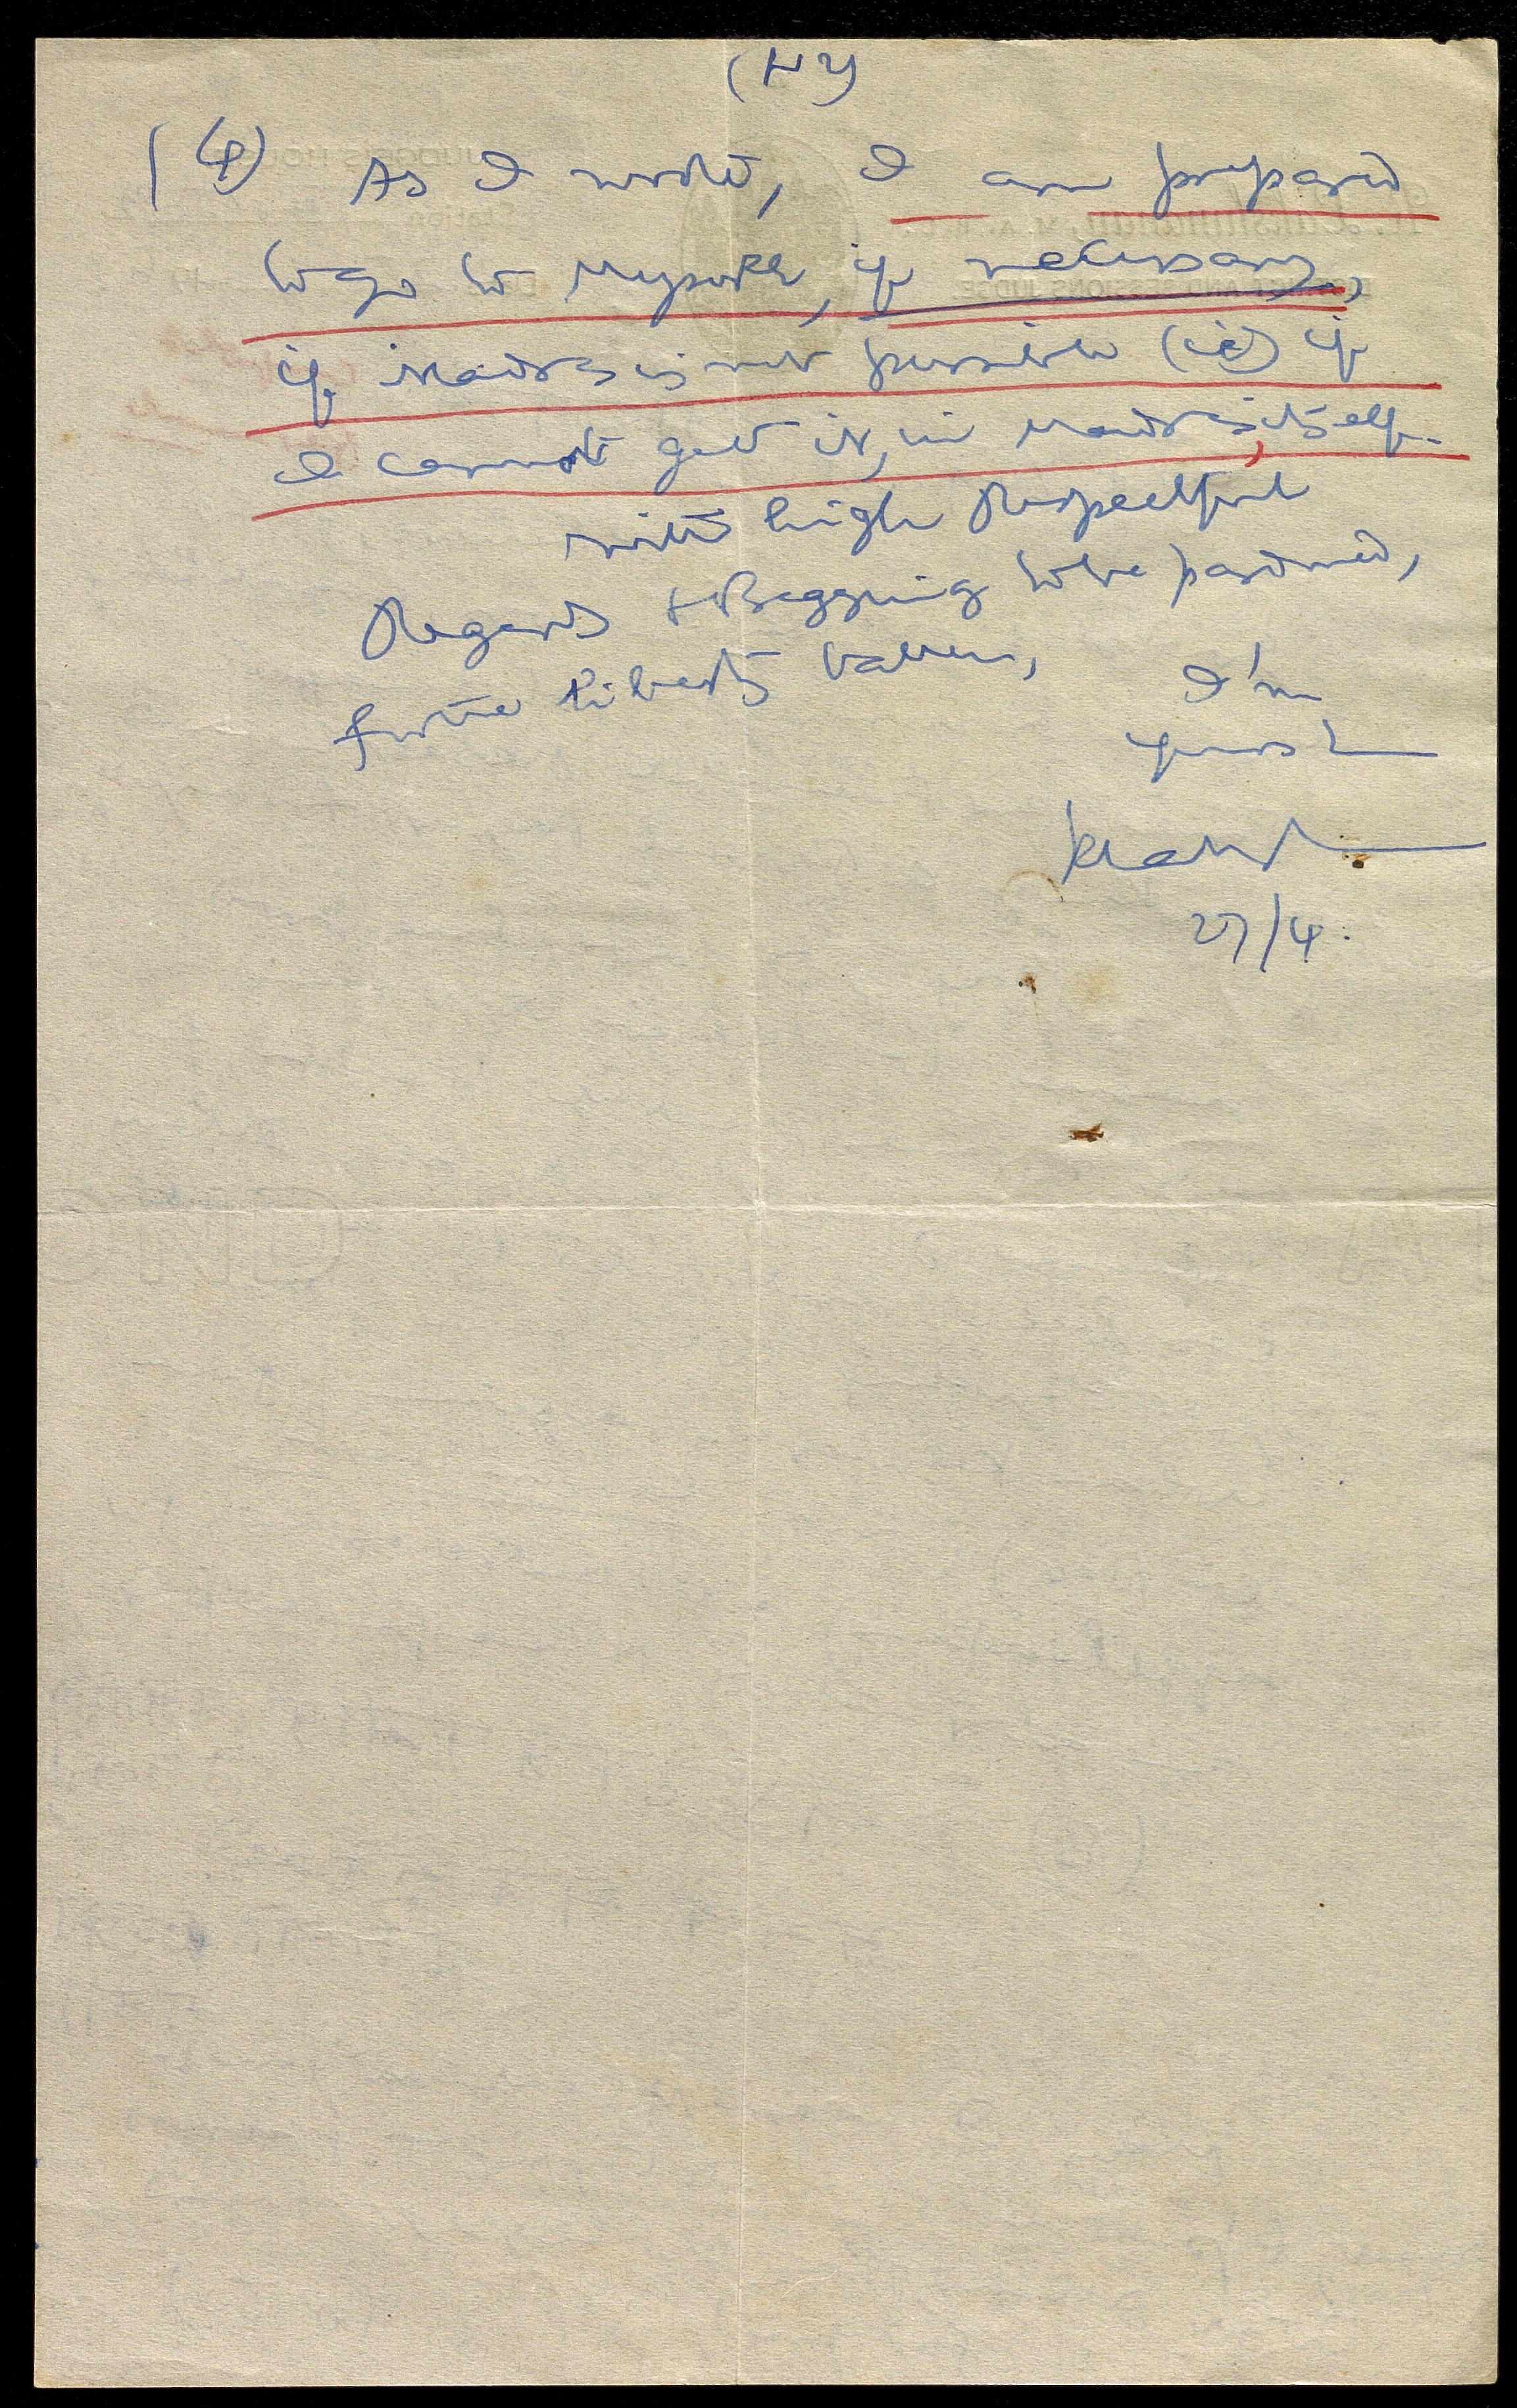 (4) As I wrote, I am prepared
to go to Mysore, if necessary,
if Madras is not possible (ie) if
I cannot get it, in Madras, itself.
with high Respectful
Regards & Begging to be pardoned,
for the liberty taken,
I'm
yours
27/4.